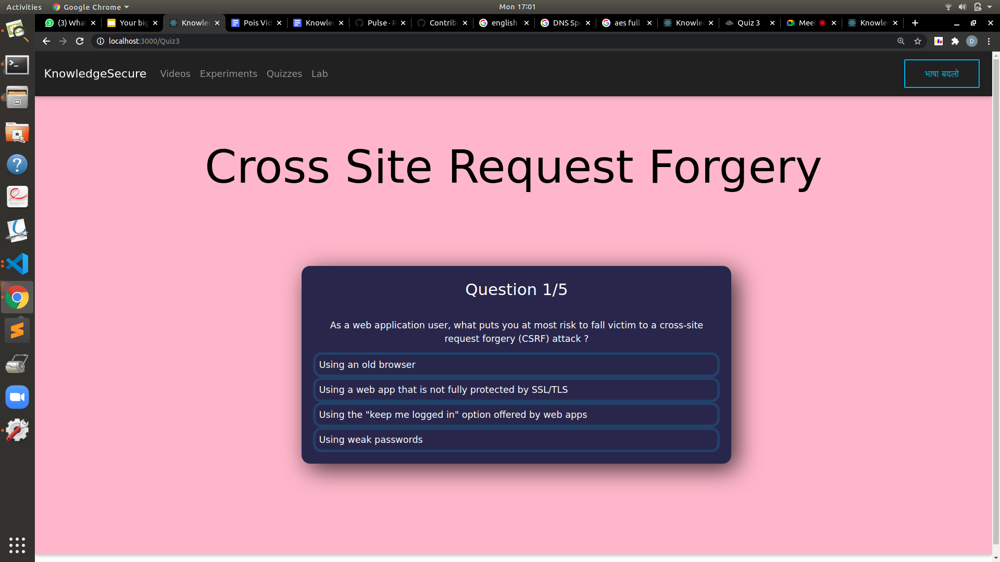 Activities Google Chrome Mon 17:01
(3) Wha Your big Knowle Pois Vid Knowle Pulse · R Contrib english DNS Spo aes full Knowle Quiz 3 Meet Knowle
localhost:3000/Quiz3 D
KnowledgeSecure Videos Experiments Quizzes Lab भाषा बदलो
Cross Site Request Forgery
Question 1/5
As a web application user, what puts you at most risk to fall victim to a cross-site
request forgery (CSRF) attack ?
Using an old browser
Using a web app that is not fully protected by SSL/TLS
Using the "keep me logged in" option offered by web apps
Using weak passwords